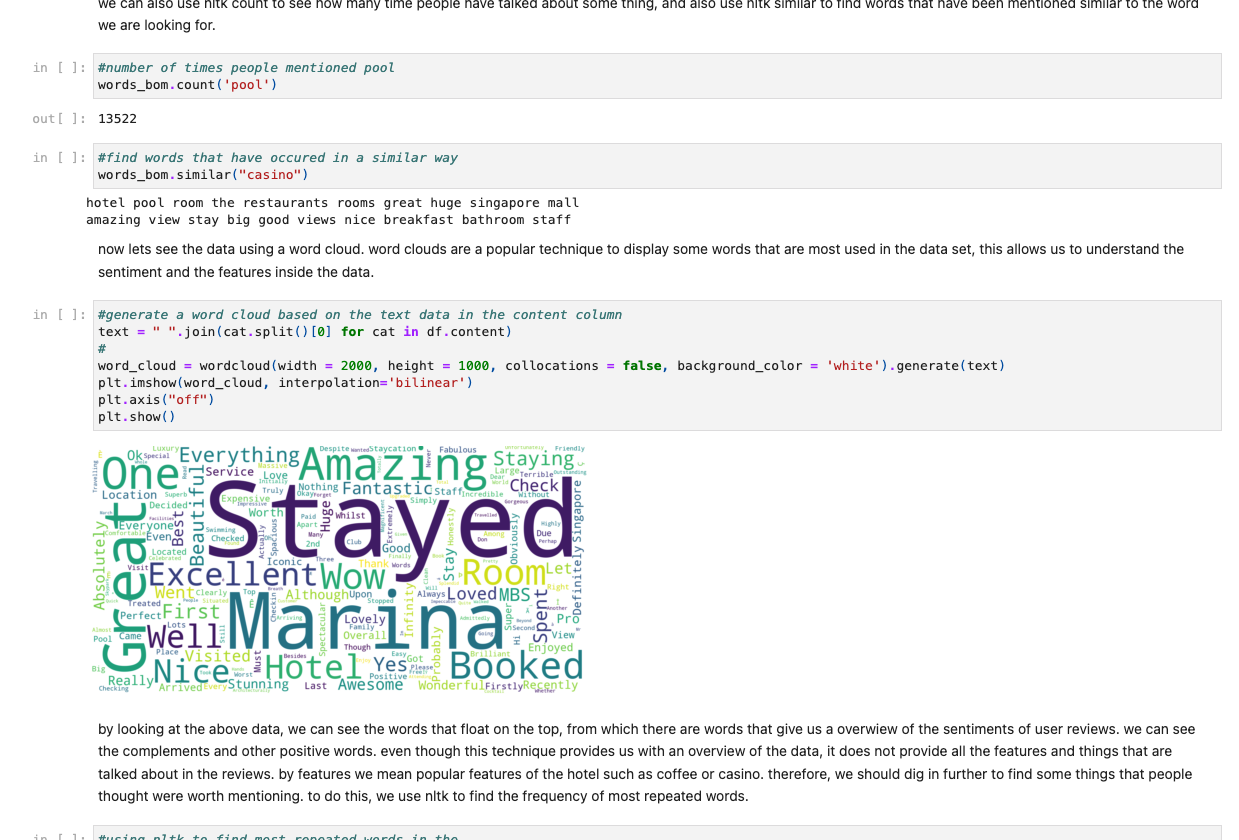 we can also use nltk count to see how many time people have talked about some thing, and also use nltk similar to find words that have been mentioned similar to the word
we are looking for.
in [ ]: #number of times people mentioned pool
words_bom.count('pool')
out[ ]: 13522
in [ ]: #find words that have occured in a similar way
words_bom.similar("casino")
hotel pool room the restaurants rooms great huge singapore mall
amazing view stay big good views nice breakfast bathroom staff
now lets see the data using a word cloud. word clouds are a popular technique to display some words that are most used in the data set, this allows us to understand the
sentiment and the features inside the data.
in [ ]: #generate a word cloud based on the text data in the content column
text = " ".join(cat.split()[0] for cat in df.content)
#
word_cloud = wordcloud(width = 2000, height = 1000, collocations = false, background_color = 'white').generate(text)
plt.imshow(word_cloud, interpolation='bilinear')
plt.axis("off")
plt.show()
Luxury
Despite
Staycation
Fabulous
Friendly
Ok
Special
Everything
Amazing
Staying
One
Service
Love
Nothing
Fantastic
Staff
Large
Terrible
Check
Location
Superb
Expensive
Truly
Okay
Incredible
Without
Decided
Beautiful
Stayed
Worth
Huge
Simply
Great
Everyone
Best
Paid
Whilst
Extremely
Obviously
Highly
Singapore
Even
Swimming
Checked
Actually
Spacious
Apart
Many
2nd
Club
Good
Honestly
Among
Due
Located
Iconic
Three
Thank
Finally
Stay
Absolutely
Visit
Excellent
Wow
Words
Room
Let
Definitely
Went
Clearly
Top
Although
Upon
Infinity
Always
Loved
MBS
Right
Treated
Perfect
First
Marina
Stopped
Super
Spent
Another
Pro
Lots
Spectacular
Lovely
Family
Pool
Came
Well
Overall
Second
Hi
View
Place
Visited
Must
Though
Probably
Brilliant
Enjoyed
Big
Nice
Hotel
Besides
Yes
Easy
Got
Please
Booked
Really
Worst
Positive
Checking
Arrived
Every
Stunning
Last
Awesome
Wonderful
Firstly
Recently
Whether
by looking at the above data, we can see the words that float on the top, from which there are words that give us a overwiew of the sentiments of user reviews. we can see
the complements and other positive words. even though this technique provides us with an overview of the data, it does not provide all the features and things that are
talked about in the reviews. by features we mean popular features of the hotel such as coffee or casino. therefore, we should dig in further to find some things that people
thought were worth mentioning. to do this, we use nltk to find the frequency of most repeated words.
in [ ]: #using nltk to find most repeated words in the